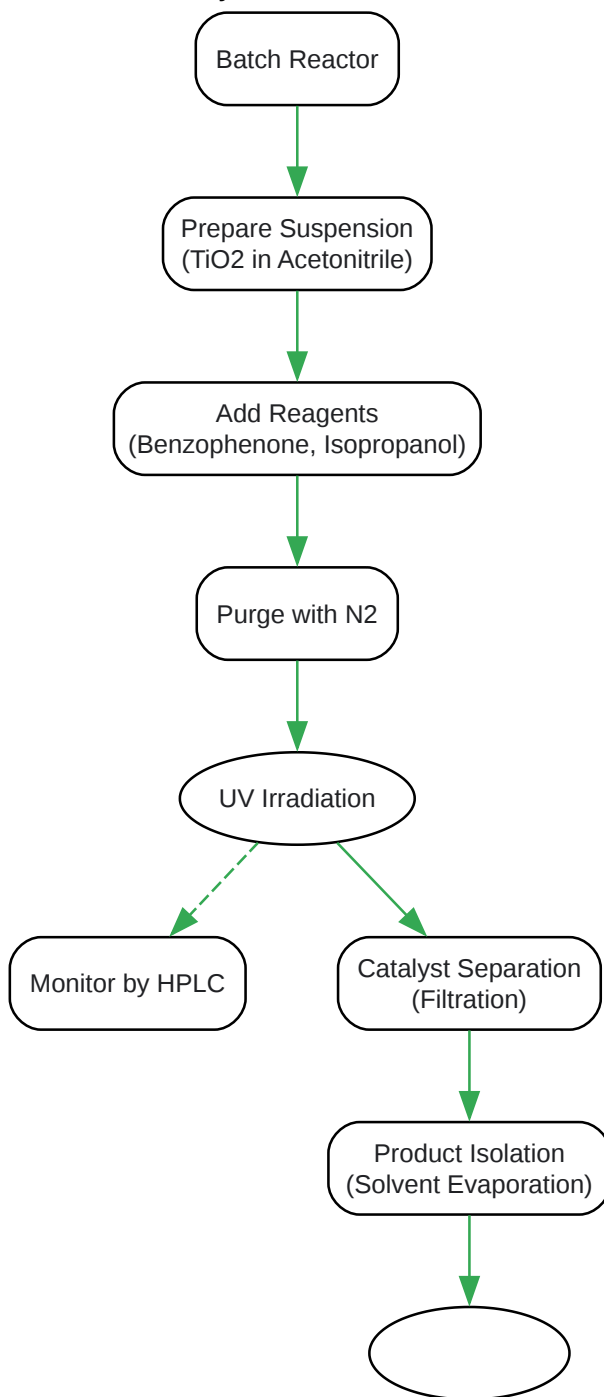 Batch Reactor
Prepare Suspension
(TiO2 in Acetonitrile)
Add Reagents
(Benzophenone, Isopropanol)
Purge with N2
UV Irradiation
Monitor by HPLC
Catalyst Separation
(Filtration)
Product Isolation
(Solvent Evaporation)